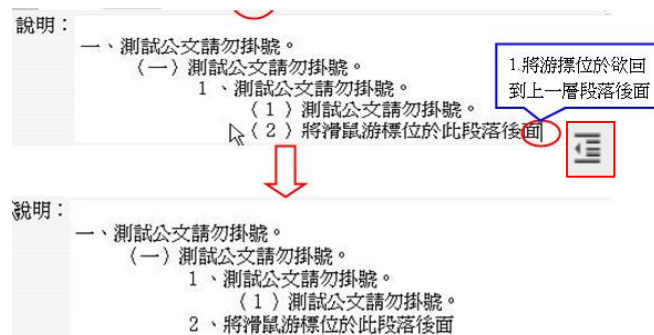 說明：
一、測試公文請勿掛號。
（一）測試公文請勿掛號。
1、測試公文請勿掛號。
（1）測試公文請勿掛號。
（2）將滑鼠游標位於此段落後面
1.將游標位於欲回
到上一層段落後面
說明：
一、測試公文請勿掛號。
（一）測試公文請勿掛號。
1、測試公文請勿掛號。
（1）測試公文請勿掛號。
2、將滑鼠游標位於此段落後面